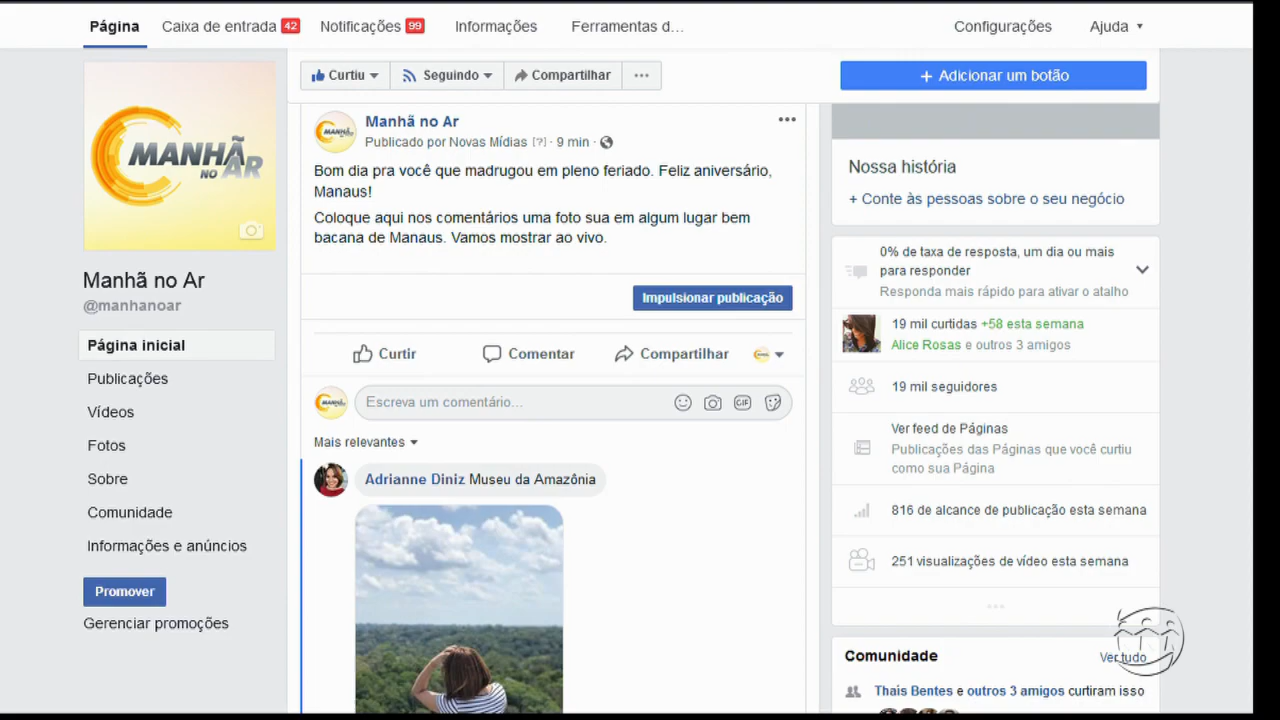 Página
Caixa de entrada 42
Notificações 99
Informações
Ferramentas d...
Configurações
Ajuda
MANHÃ
NO AR
Manhã no Ar
@manhanoar
Página inicial
Publicações
Vídeos
Fotos
Sobre
Comunidade
Informações e anúncios
Promover
Gerenciar promoções
Curtiu
Seguindo
Compartilhar
...
+ Adicionar um botão
MANHÃ
NO AR
Manhã no Ar
Publicado por Novas Mídias [?] · 9 min ·
Bom dia pra você que madrugou em pleno feriado. Feliz aniversário,
Manaus!
Coloque aqui nos comentários uma foto sua em algum lugar bem
bacana de Manaus. Vamos mostrar ao vivo.
Impulsionar publicação
Curtir
Comentar
Compartilhar
MANHÃ
Escreva um comentário...
GIF
Mais relevantes
Adrianne Diniz Museu da Amazônia
Nossa história
+ Conte às pessoas sobre o seu negócio
0% de taxa de resposta, um dia ou mais
para responder
Responda mais rápido para ativar o atalho
19 mil curtidas +58 esta semana
Alice Rosas e outros 3 amigos
19 mil seguidores
Ver feed de Páginas
Publicações das Páginas que você curtiu
como sua Página
816 de alcance de publicação esta semana
251 visualizações de vídeo esta semana
...
Comunidade
Ver tudo
Thais Bentes e outros 3 amigos curtiram isso